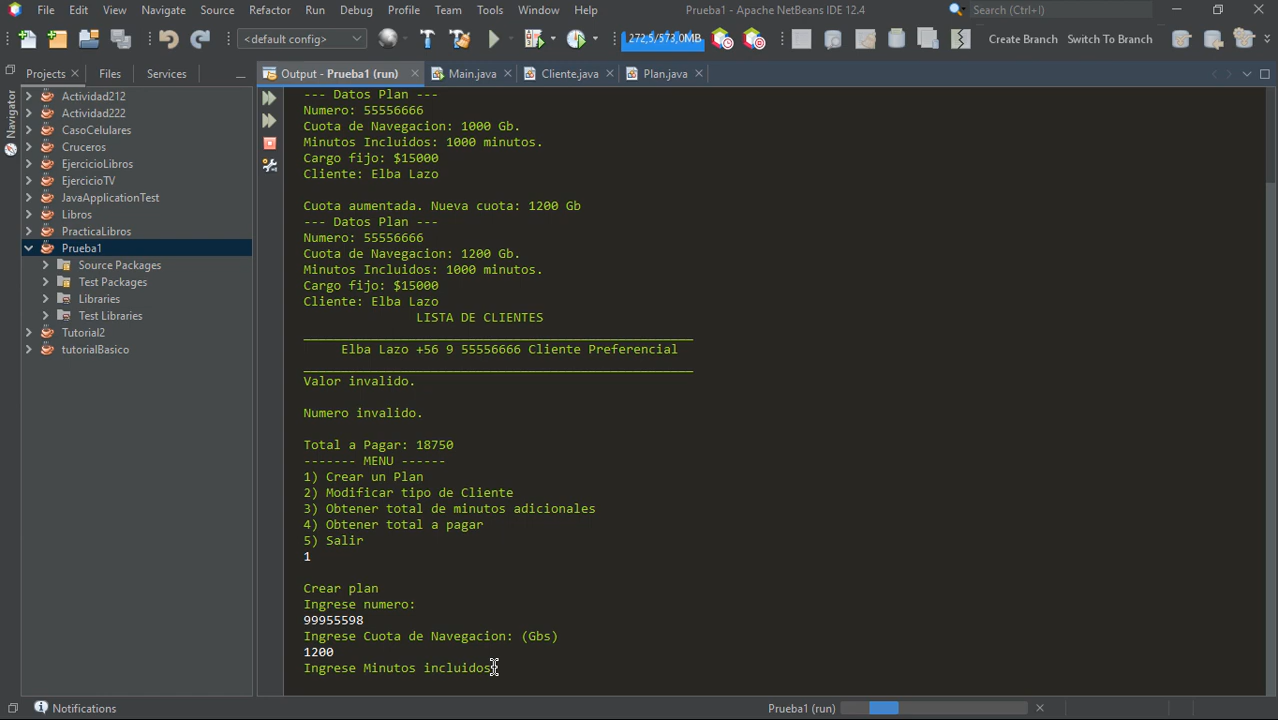 File Edit View Navigate Source Refactor Run Debug Profile Team Tools Window Help Prueba1 - Apache NetBeans IDE 12.4 Search (Ctrl+I)
<default config> 272,5/573,0MB Create Branch Switch To Branch
Projects Files Services Output - Prueba1 (run) Main.java Cliente.java Plan.java
Navigator
Actividad212
Actividad222
CasoCelulares
Cruceros
EjercicioLibros
EjercicioTV
JavaApplicationTest
Libros
PracticaLibros
Prueba1
Source Packages
Test Packages
Libraries
Test Libraries
Tutorial2
tutorialBasico
--- Datos Plan ---
Numero: 55556666
Cuota de Navegacion: 1000 Gb.
Minutos Incluidos: 1000 minutos.
Cargo fijo: $15000
Cliente: Elba Lazo
Cuota aumentada. Nueva cuota: 1200 Gb
--- Datos Plan ---
Numero: 55556666
Cuota de Navegacion: 1200 Gb.
Minutos Incluidos: 1000 minutos.
Cargo fijo: $15000
Cliente: Elba Lazo
LISTA DE CLIENTES
____________________________________________________
Elba Lazo +56 9 55556666 Cliente Preferencial
____________________________________________________
Valor invalido.
Numero invalido.
Total a Pagar: 18750
------- MENU ------
1) Crear un Plan
2) Modificar tipo de Cliente
3) Obtener total de minutos adicionales
4) Obtener total a pagar
5) Salir
1
Crear plan
Ingrese numero:
99955598
Ingrese Cuota de Navegacion: (Gbs)
1200
Ingrese Minutos incluidos
Notifications Prueba1 (run)